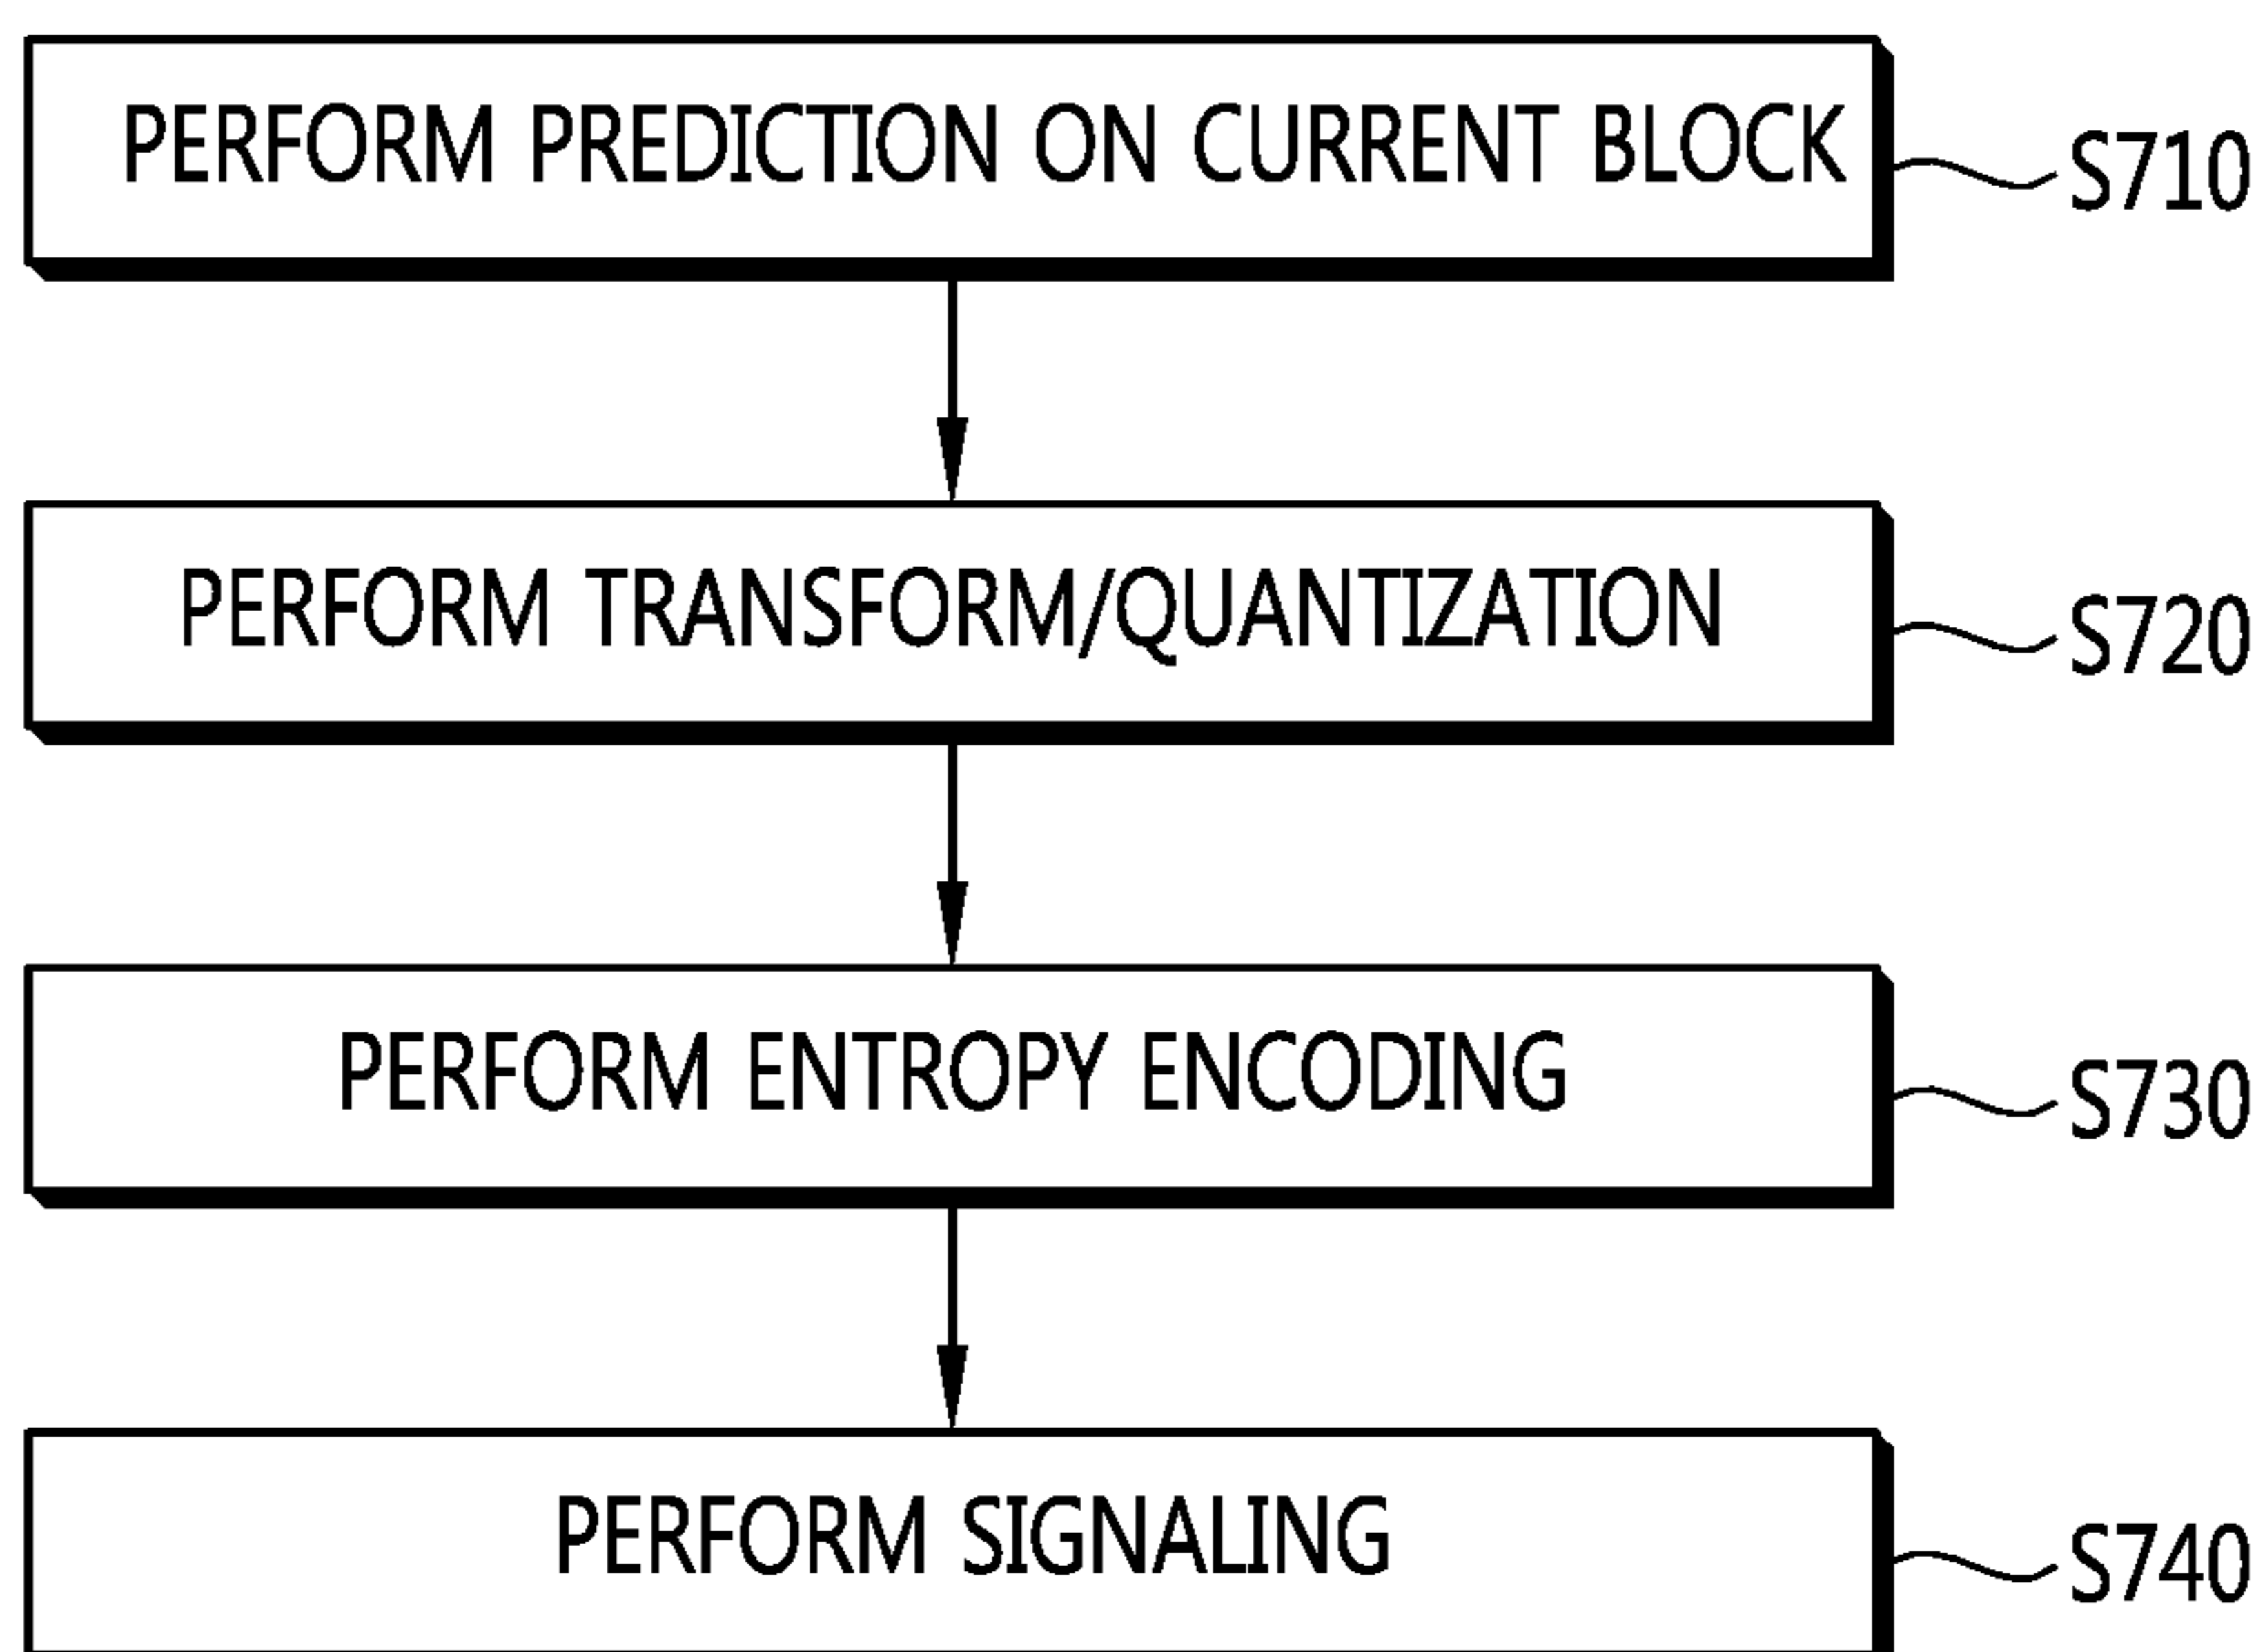 PERFORM PREDICTION ON CURRENT BLOCK
S710
PERFORM TRANSFORM/QUANTIZATION
S720
PERFORM ENTROPY ENCODING
S730
PERFORM SIGNALING
S740